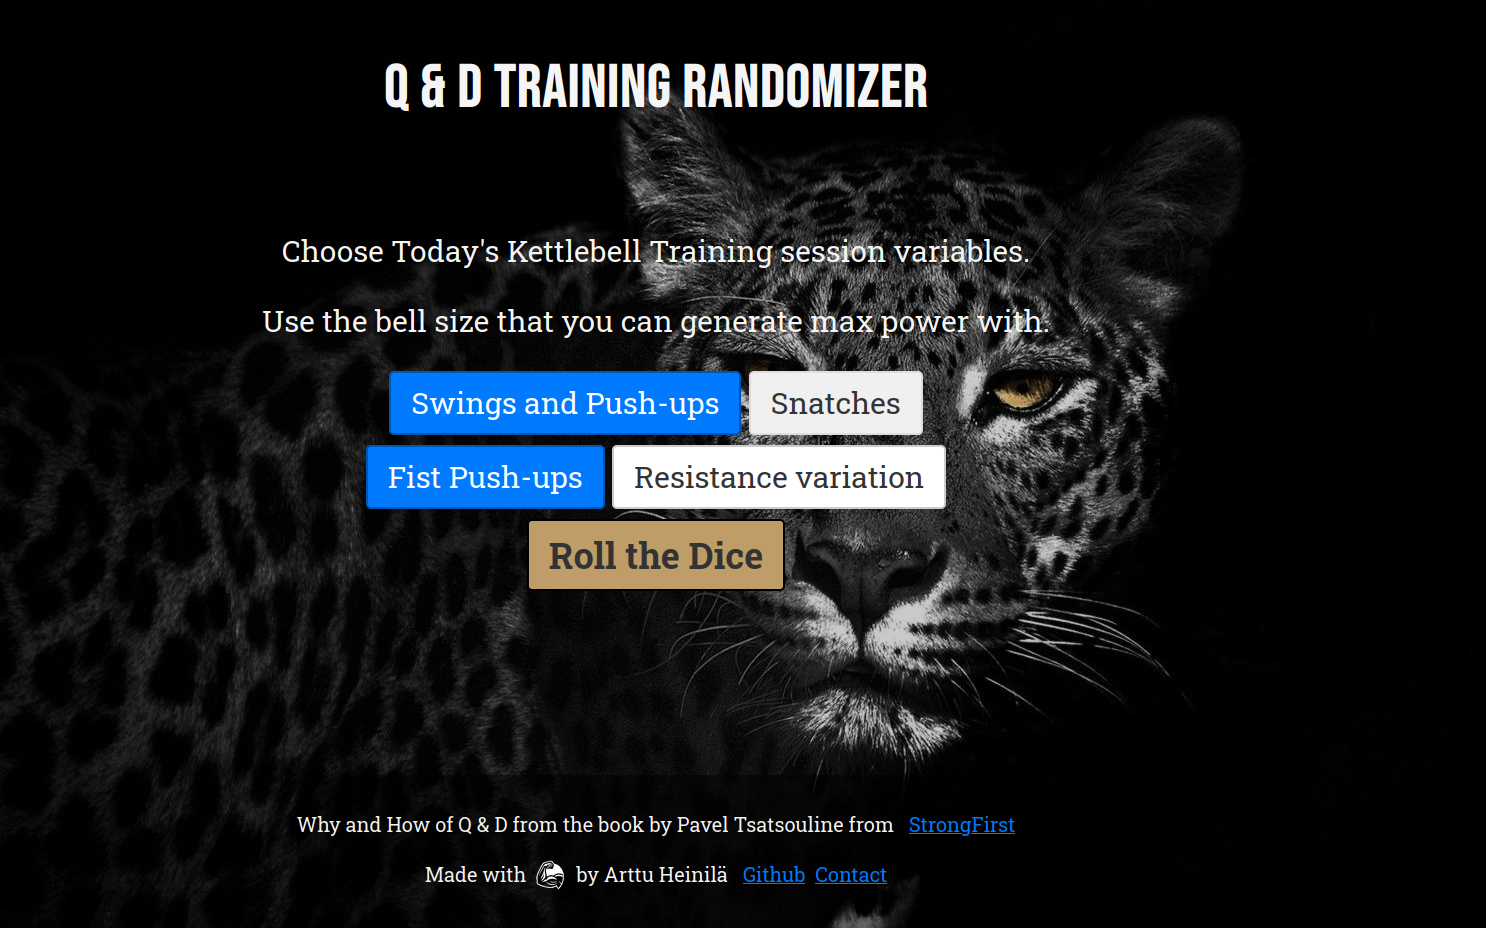 Q & D TRAINING RANDOMIZER
Choose Today's Kettlebell Training session variables.
Use the bell size that you can generate max power with.
Swings and Push-ups Snatches
Fist Push-ups Resistance variation
Roll the Dice
Why and How of Q & D from the book by Pavel Tsatsouline from StrongFirst
Made with by Arttu Heinilä Github Contact